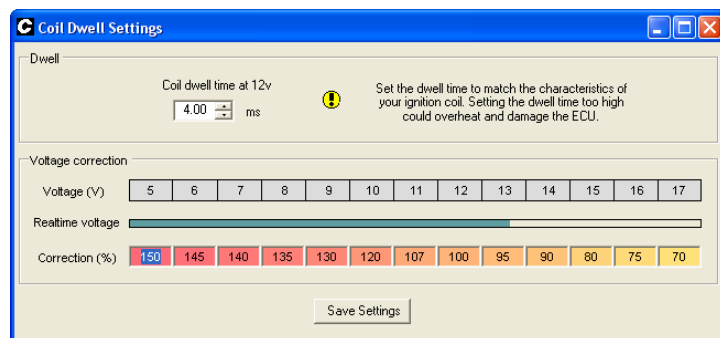 C Coil Dwell Settings
Dwell
Coil dwell time at 12v
4.00 ms
Set the dwell time to match the characteristics of
your ignition coil. Setting the dwell time too high
could overheat and damage the ECU.
Voltage correction
Voltage (V) 5 6 7 8 9 10 11 12 13 14 15 16 17
Realtime voltage
Correction (%) 150 145 140 135 130 120 107 100 95 90 80 75 70
Save Settings